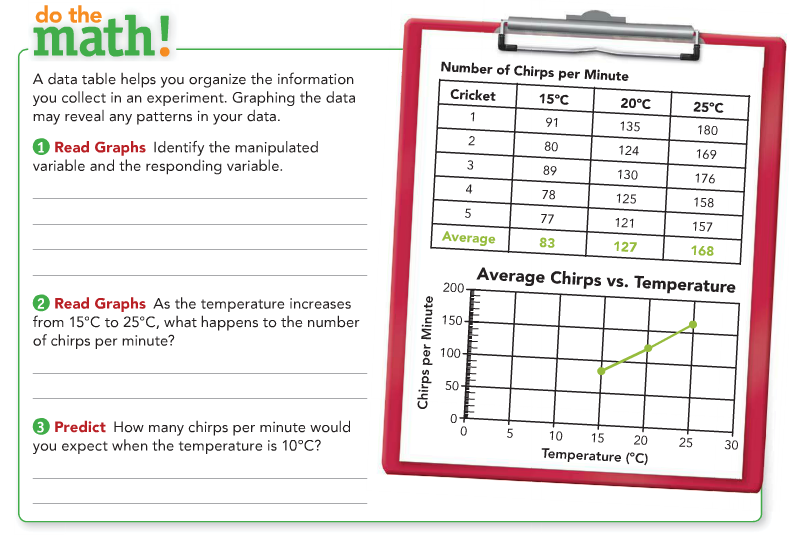 do the
math!
A data table helps you organize the information
you collect in an experiment. Graphing the data
may reveal any patterns in your data.
1 Read Graphs Identify the manipulated
variable and the responding variable.
2 Read Graphs As the temperature increases
from 15°C to 25°C, what happens to the number
of chirps per minute?
3 Predict How many chirps per minute would
you expect when the temperature is 10°C?
Number of Chirps per Minute
Cricket 15°C 20°C 25°C
1 91 135 180
2 80 124 169
3 89 130 176
4 78 125 158
5 77 121 157
Average 83 127 168
Average Chirps vs. Temperature
Chirps per Minute
200
150
100
50
0
0 5 10 15 20 25 30
Temperature (°C)